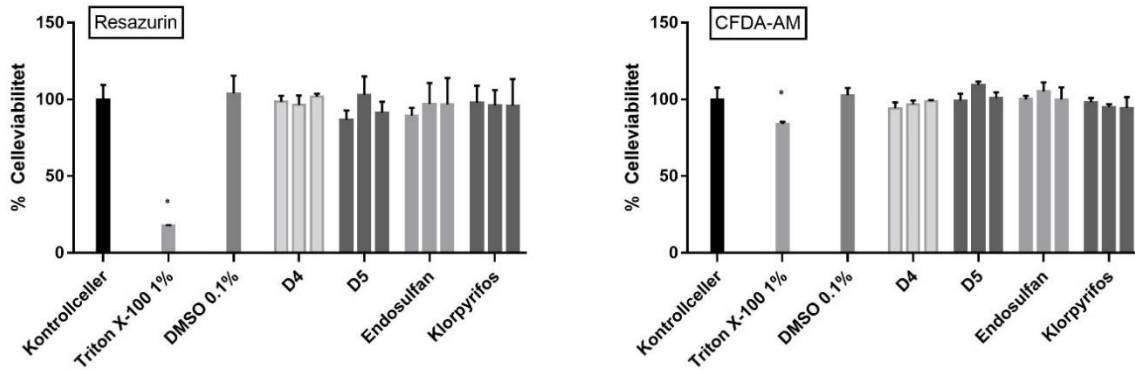 Resazurin
% Celleviabilitet
150
100
50
0
*
Kontrollceller
Triton X-100 1%
DMSO 0.1%
D4
D5
Endosulfan
Klorpyrifos
CFDA-AM
% Celleviabilitet
150
100
50
0
*
Kontrollceller
Triton X-100 1%
DMSO 0.1%
D4
D5
Endosulfan
Klorpyrifos